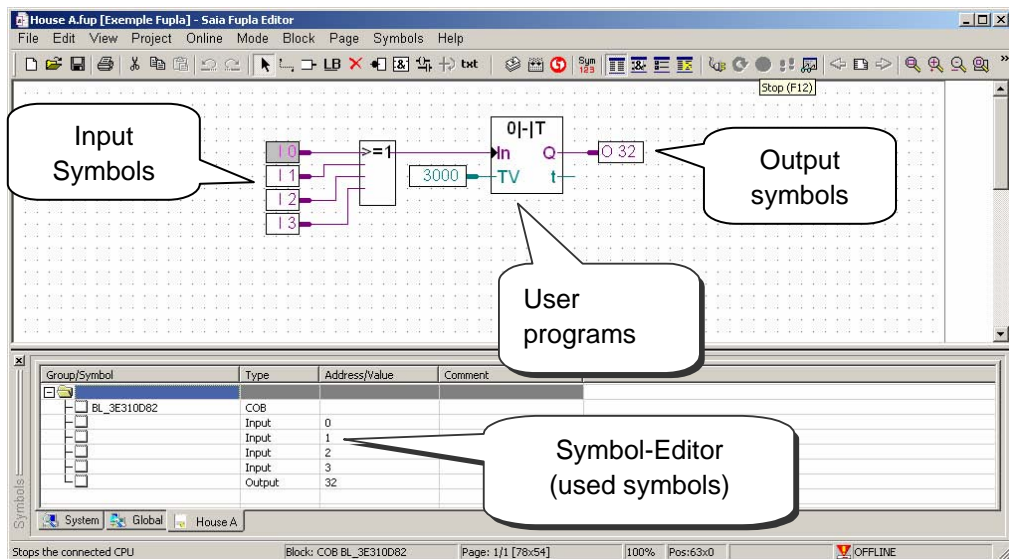 House A.fup [Exemple Fupla] - Saia Fupla Editor
File Edit View Project Online Mode Block Page Symbols Help
LB txt Sym 123
Stop (F12)
Input
Symbols
I 0
I 1
I 2
I 3
>=1
3000
0|-|T
In Q
TV t
O 32
Output
symbols
User
programs
Group/Symbol Type Address/Value Comment
BL_3E310D82 COB
Input 0
Input 1
Input 2
Input 3
Output 32
Symbol-Editor
(used symbols)
Symbols
System Global House A
Stops the connected CPU Block: COB BL_3E310D82 Page: 1/1 [78x54] 100% Pos:63x0 OFFLINE